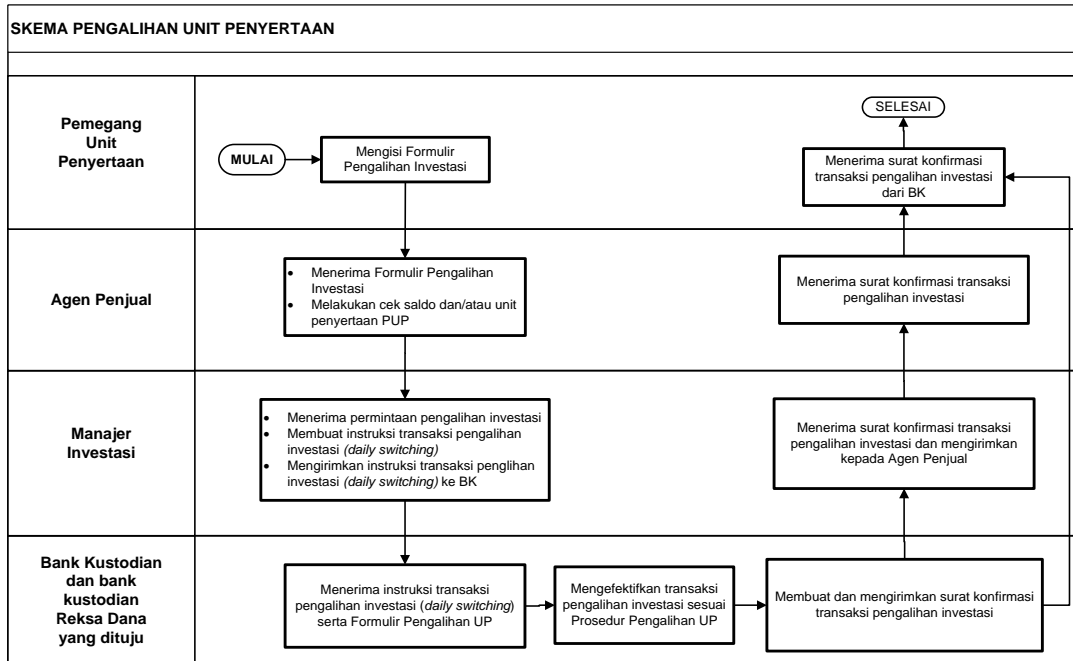 SKEMA PENGALIHAN UNIT PENYERTAAN
Pemegang
Unit
Penyertaan
MULAI
Mengisi Formulir
Pengalihan Investasi
SELESAI
Menerima surat konfirmasi
transaksi pengalihan investasi
dari BK
Agen Penjual
• Menerima Formulir Pengalihan
Investasi
• Melakukan cek saldo dan/atau unit
penyertaan PUP
Menerima surat konfirmasi transaksi
pengalihan investasi
Manajer
Investasi
• Menerima permintaan pengalihan investasi
• Membuat instruksi transaksi pengalihan
investasi (daily switching)
• Mengirimkan instruksi transaksi penglihan
investasi (daily switching) ke BK
Menerima surat konfirmasi transaksi
pengalihan investasi dan mengirimkan
kepada Agen Penjual
Bank Kustodian
dan bank
kustodian
Reksa Dana
yang dituju
Menerima instruksi transaksi
pengalihan investasi (daily switching)
serta Formulir Pengalihan UP
Mengefektifkan transaksi
pengalihan investasi sesuai
Prosedur Pengalihan UP
Membuat dan mengirimkan surat konfirmasi
transaksi pengalihan investasi